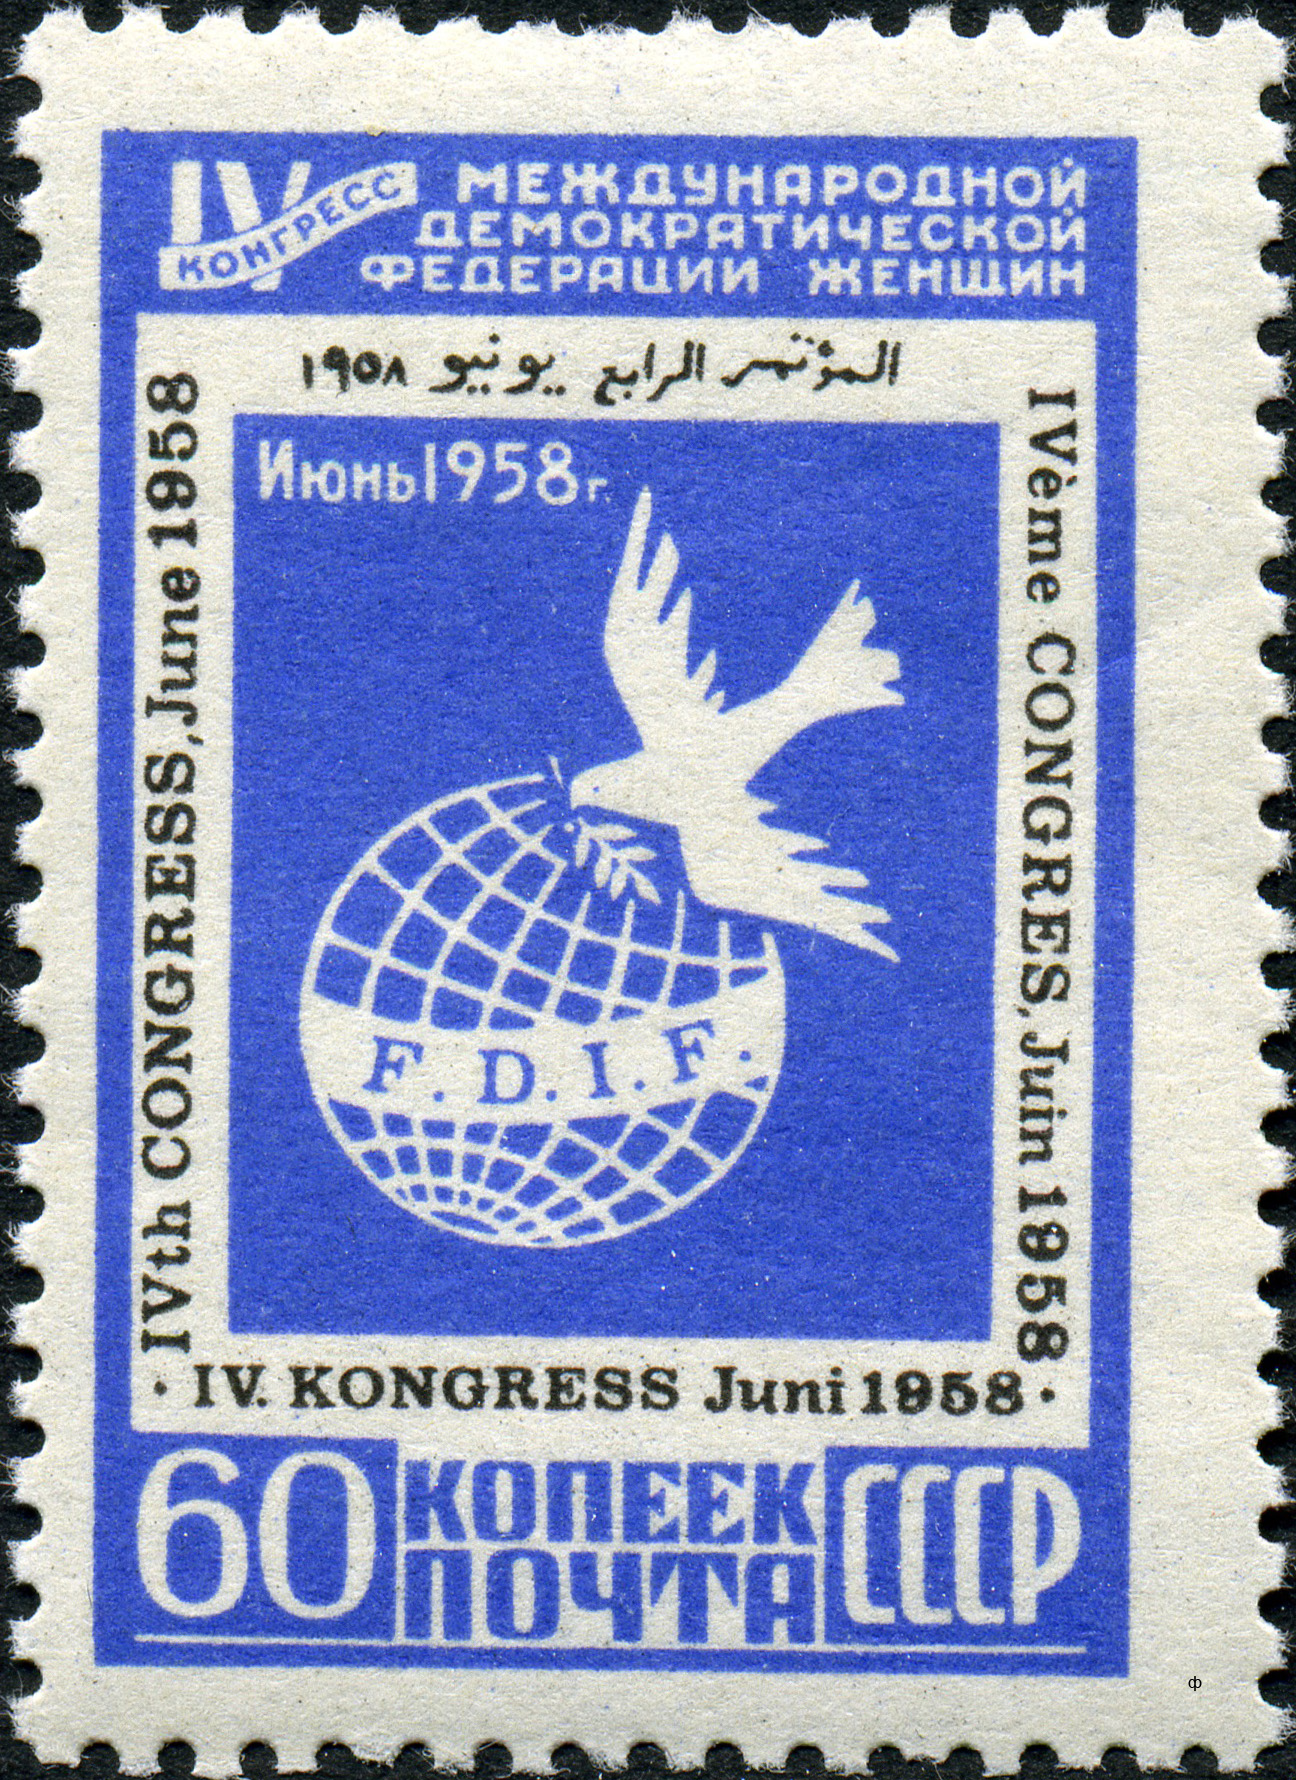 IV КОНГРЕСС
МЕЖДУНАРОДНОЙ
ДЕМОКРАТИЧЕСКОЙ
ФЕДЕРАЦИИ ЖЕНЩИН
المؤتمر الرابع يونيو ١٩٥٨
IVth CONGRESS, June 1958
IVème CONGRES, Juin 1958
Июнь 1958 г.
F. D. I. F.
· IV. KONGRESS Juni 1958 ·
60 КОПЕЕК
ПОЧТА
СССР
ф